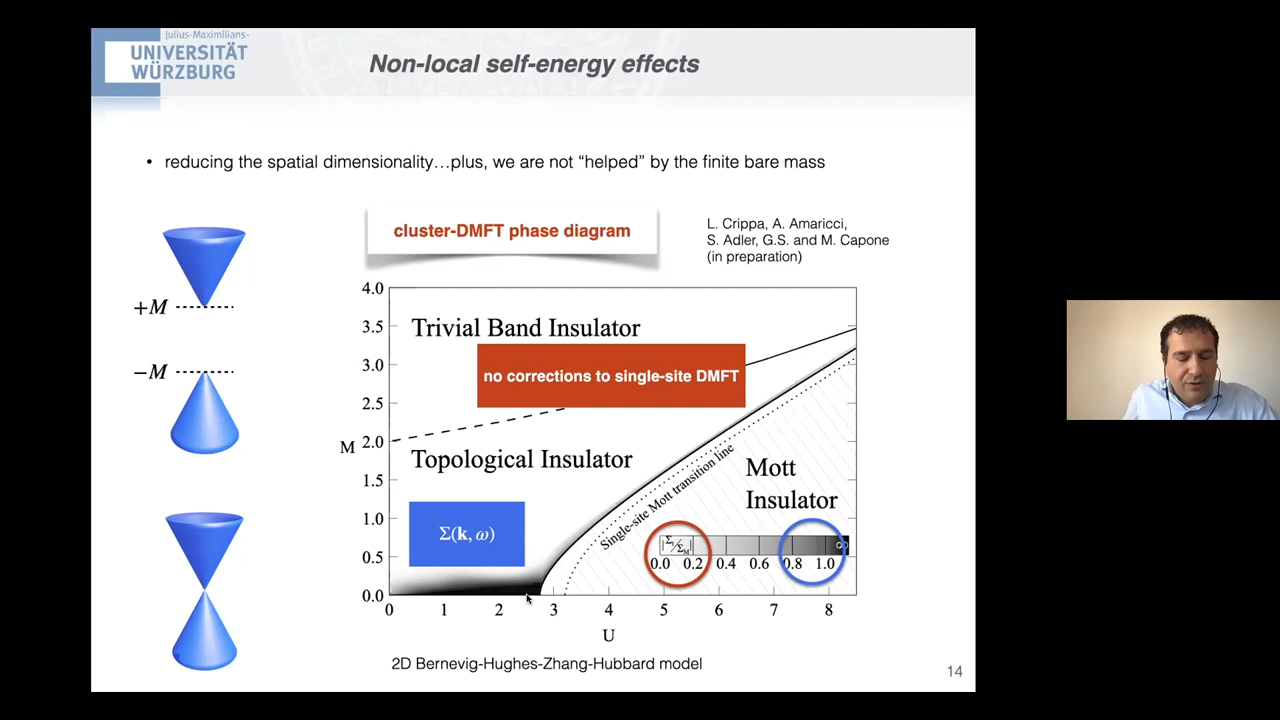 Julius-Maximilians-
UNIVERSITÄT
WÜRZBURG
Non-local self-energy effects
• reducing the spatial dimensionality…plus, we are not “helped” by the finite bare mass
cluster-DMFT phase diagram
L. Crippa, A. Amaricci,
S. Adler, G.S. and M. Capone
(in preparation)
+M
−M
4.0
3.5
3.0
2.5
2.0
1.5
1.0
0.5
0.0
M
Trivial Band Insulator
no corrections to single-site DMFT
Topological Insulator
Σ(k, ω)
Single-site Mott transition line
Mott
Insulator
0.0 0.2 0.4 0.6 0.8 1.0
∞
0 1 2 3 4 5 6 7 8
U
2D Bernevig-Hughes-Zhang-Hubbard model
14